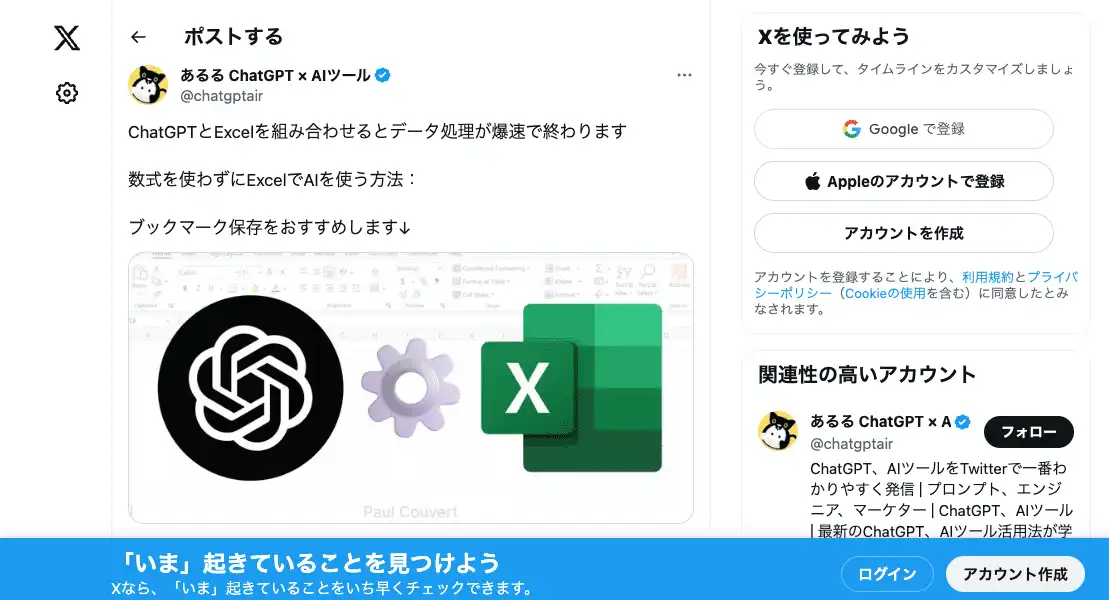 ポストする
あるる ChatGPT × AIツール
@chatgptair
ChatGPTとExcelを組み合わせるとデータ処理が爆速で終わります
数式を使わずにExcelでAIを使う方法：
ブックマーク保存をおすすめします↓
Conditional Formatting
Format as Table
Cell Styles
X
Paul Couvert
Xを使ってみよう
今すぐ登録して、タイムラインをカスタマイズしましょ
う。
Google で登録
Appleのアカウントで登録
アカウントを作成
アカウントを登録することにより、利用規約とプライバ
シーポリシー（Cookieの使用を含む）に同意したとみ
なされます。
関連性の高いアカウント
あるる ChatGPT × A
@chatgptair
フォロー
ChatGPT、AIツールをTwitterで一番わ
かりやすく発信 | プロンプト、エンジ
ニア、マーケター | ChatGPT、AIツール
| 最新のChatGPT、AIツール活用法が学
「いま」起きていることを見つけよう
Xなら、「いま」起きていることをいち早くチェックできます。
ログイン
アカウント作成